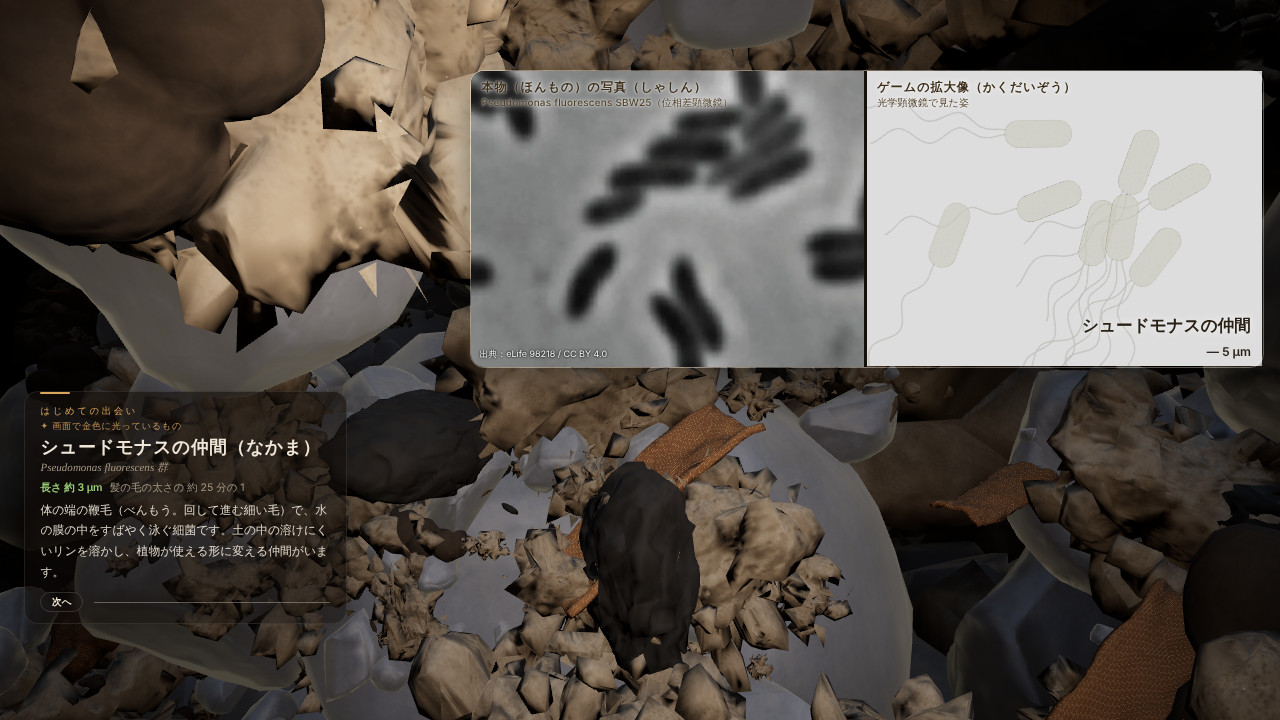 本物（ほんもの）の写真（しゃしん）
Pseudomonas fluorescens SBW25（位相差顕微鏡）
出典：eLife 98218 / CC BY 4.0
ゲームの拡大像（かくだいぞう）
光学顕微鏡で見た姿
シュードモナスの仲間
5 µm
はじめての出会い
✦ 画面で金色に光っているもの
シュードモナスの仲間（なかま）
Pseudomonas fluorescens 群
長さ 約 3 µm 髪の毛の太さの 約 25 分の 1
体の端の鞭毛（べんもう。回して進む細い毛）で、水
の膜の中をすばやく泳ぐ細菌です。土の中の溶けにく
いリンを溶かし、植物が使える形に変える仲間がいま
す。
次へ